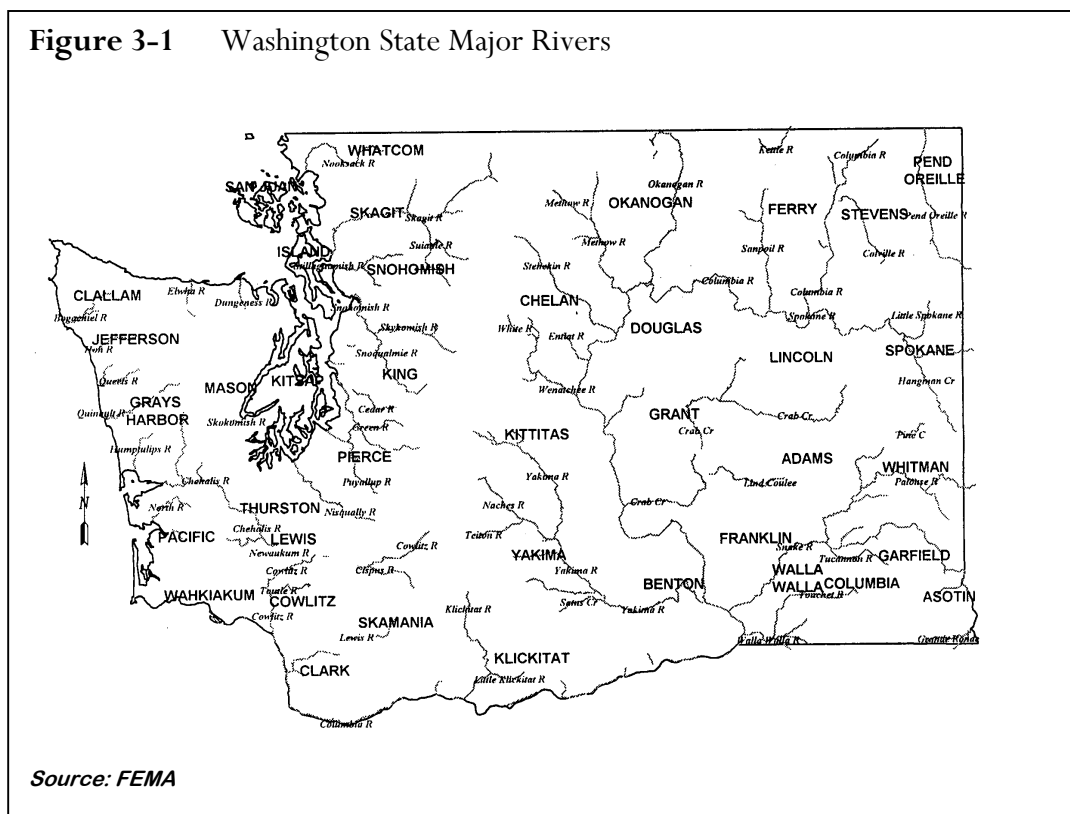 Figure 3-1 Washington State Major Rivers
WHATCOM
Nooksack R
Kettle R
Columbia R
PEND
OREILLE
SAN JUAN
Okanogan R
OKANOGAN
Methow R
SKAGIT
Skagit R
FERRY
STEVENS
Pend Oreille R
Methow R
Suiattle R
Sanpoil R
Colville R
ISLAND
Stillaguamish R
SNOHOMISH
Stehekin R
Columbia R
CLALLAM
Elwha R
Dungeness R
Snohomish R
CHELAN
Columbia R
Bogachiel R
Spokane R
Little Spokane R
JEFFERSON
Skykomish R
White R
Entiat R
DOUGLAS
Hoh R
Snoqualmie R
LINCOLN
SPOKANE
KING
Queets R
MASON
KITSAP
Wenatchee R
Hangman Cr
GRAYS
HARBOR
Quinault R
Skokomish R
Cedar R
Green R
GRANT
Crab Cr
Crab Cr
KITTITAS
Pine C
Humptulips R
PIERCE
ADAMS
WHITMAN
Chehalis R
Puyallup R
Yakima R
Lind Coulee
Palouse R
N
North R
THURSTON
Nisqually R
Naches R
Crab Cr
PACIFIC
Chehalis R
LEWIS
Teiton R
FRANKLIN
Newaukum R
Cowlitz R
YAKIMA
Snake R
Tucannon R
GARFIELD
Cowlitz R
Cispus R
Yakima R
WALLA
WALLA
COLUMBIA
BENTON
WAHKIAKUM
Toutle R
COWLITZ
Satus Cr
Yakima R
Touchet R
ASOTIN
Cowlitz R
Klickitat R
SKAMANIA
Lewis R
Walla Walla R
Grande Ronde
CLARK
KLICKITAT
Little Klickitat R
Columbia R
Source: FEMA